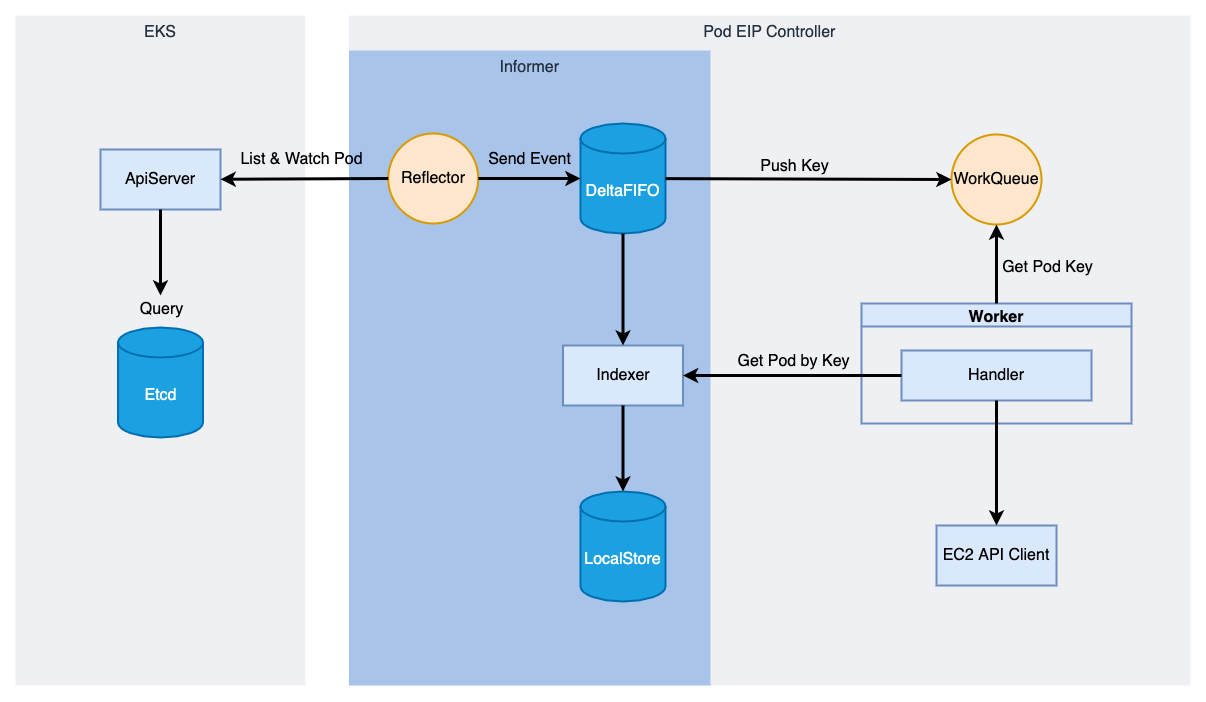 EKS
Pod EIP Controller
Informer
List & Watch Pod
Send Event
Push Key
ApiServer
Reflector
DeltaFIFO
WorkQueue
Get Pod Key
Query
Worker
Etcd
Indexer
Get Pod by Key
Handler
LocalStore
EC2 API Client